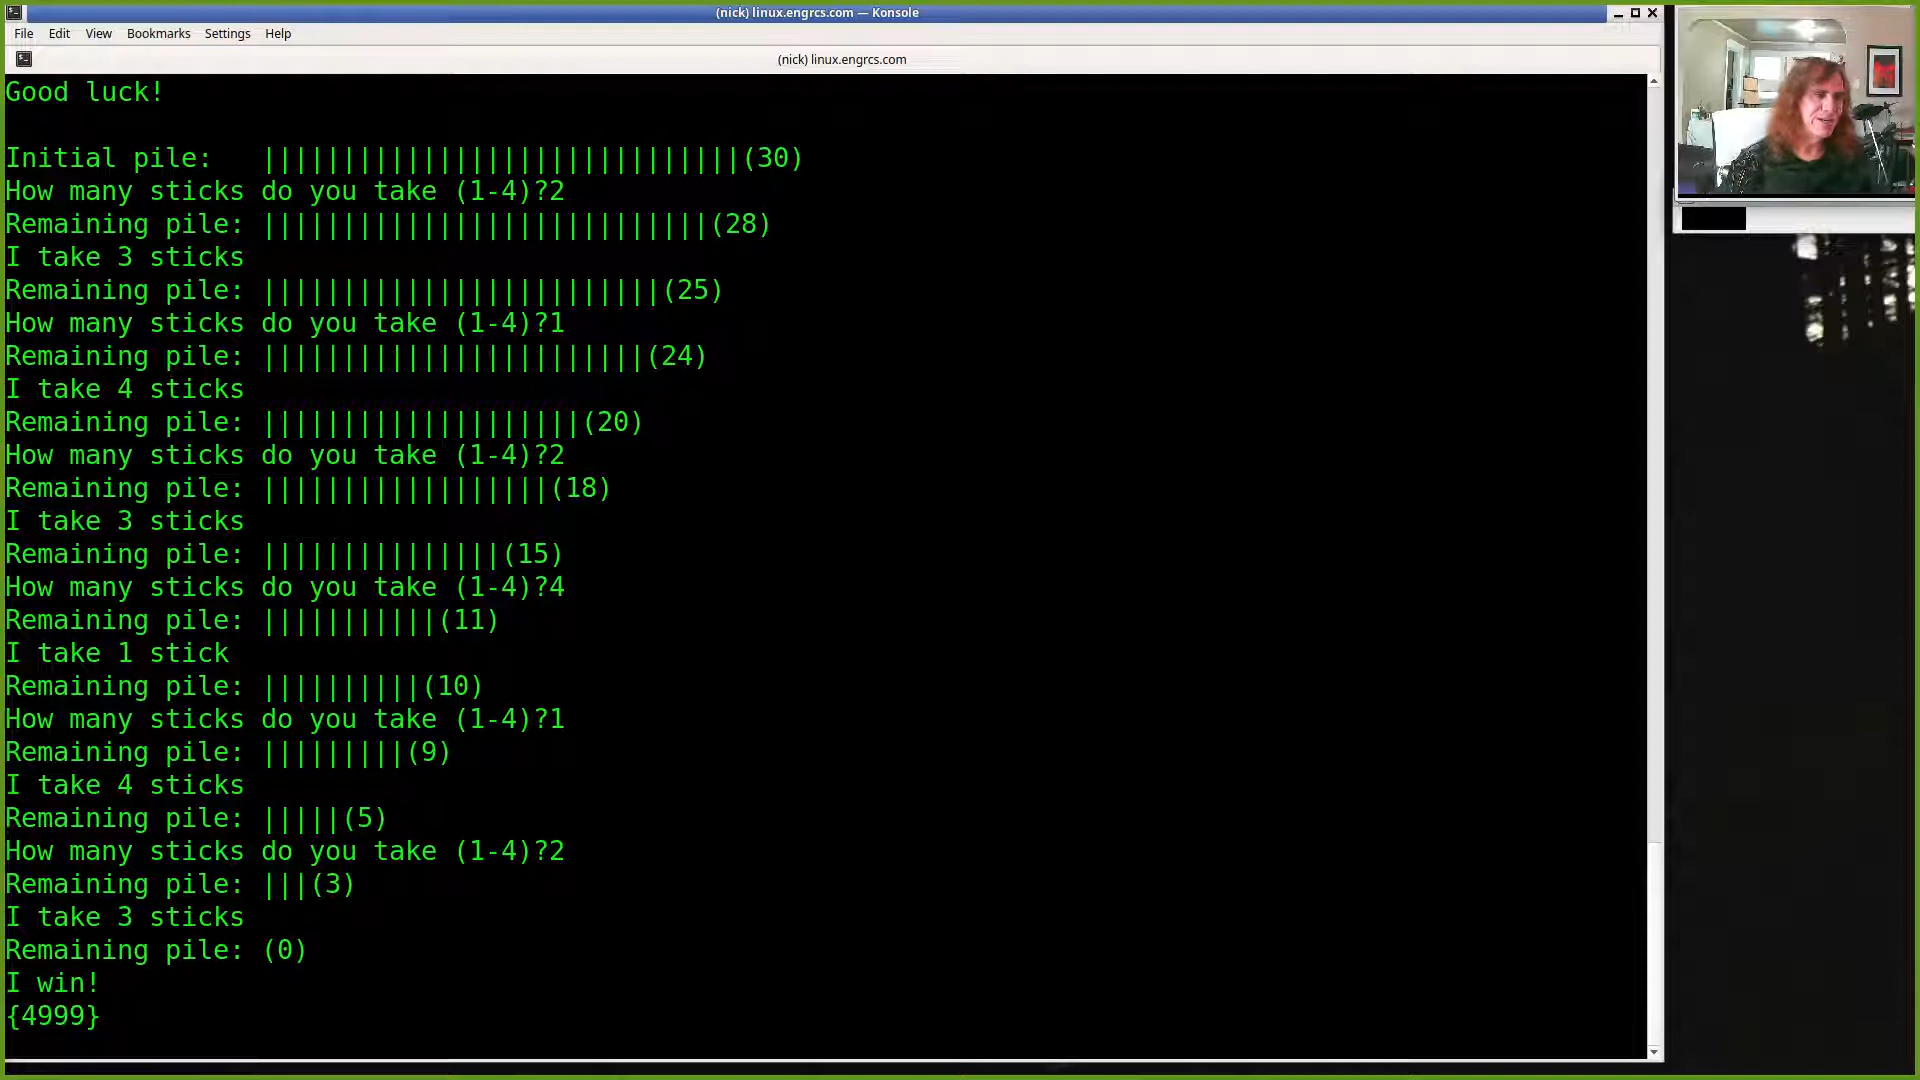 (nick) linux.engrcs.com — Konsole
File Edit View Bookmarks Settings Help
(nick) linux.engrcs.com
Good luck!
Initial pile: ||||||||||||||||||||||||||||||(30)
How many sticks do you take (1-4)?2
Remaining pile: ||||||||||||||||||||||||||||(28)
I take 3 sticks
Remaining pile: |||||||||||||||||||||||||(25)
How many sticks do you take (1-4)?1
Remaining pile: ||||||||||||||||||||||||(24)
I take 4 sticks
Remaining pile: ||||||||||||||||||||(20)
How many sticks do you take (1-4)?2
Remaining pile: ||||||||||||||||||(18)
I take 3 sticks
Remaining pile: |||||||||||||||(15)
How many sticks do you take (1-4)?4
Remaining pile: |||||||||||(11)
I take 1 stick
Remaining pile: ||||||||||(10)
How many sticks do you take (1-4)?1
Remaining pile: |||||||||(9)
I take 4 sticks
Remaining pile: |||||(5)
How many sticks do you take (1-4)?2
Remaining pile: |||(3)
I take 3 sticks
Remaining pile: (0)
I win!
{4999}